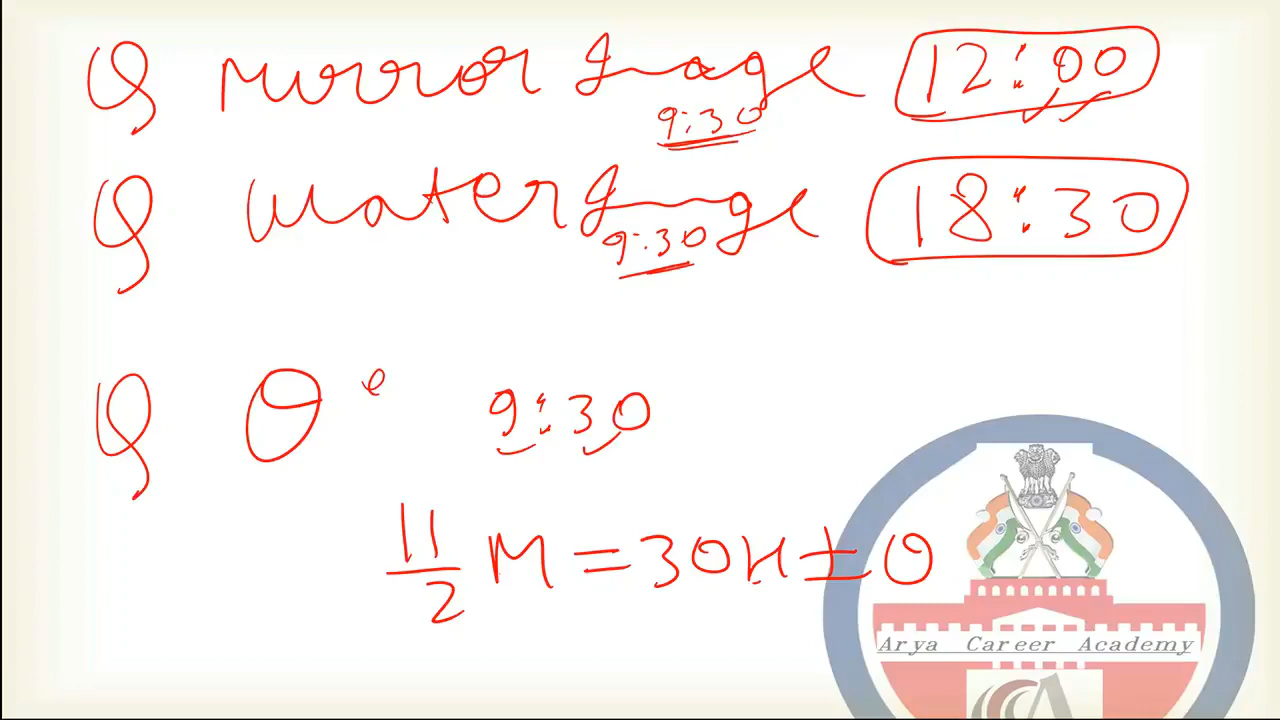 Q Mirror Image 12:00
9:30
Q Water Image 18:30
9:30
Q θ 9:30
11/2 M = 30H ± θ
Arya Career Academy